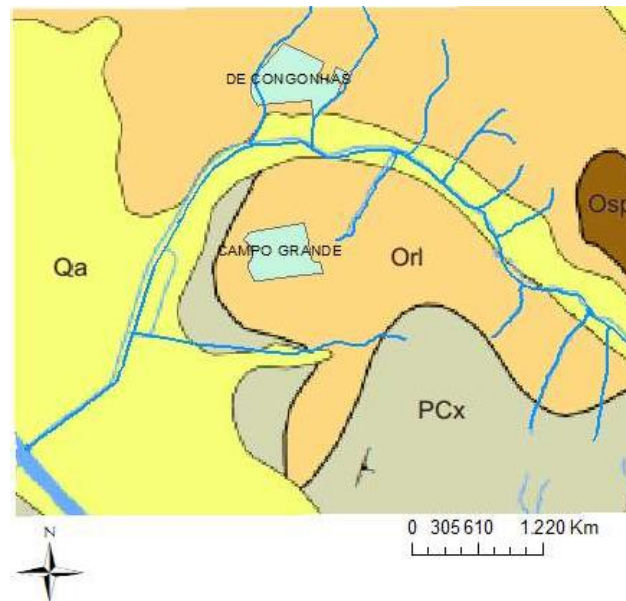 DE CONGONHAS
Osp
CAMPO GRANDE
Qa
Orl
PCx
N
0 305 610 1.220 Km